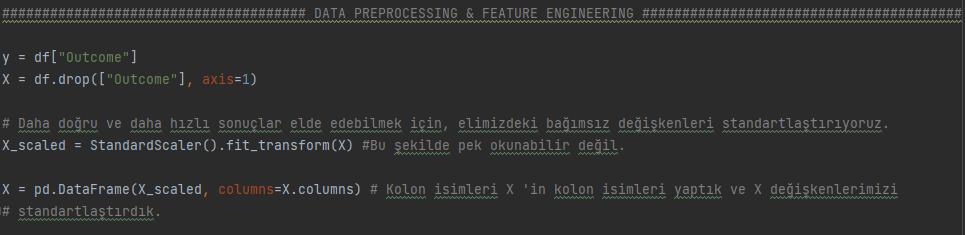 ###################################### DATA PREPROCESSING & FEATURE ENGINEERING ########################################
y = df["Outcome"]
X = df.drop(["Outcome"], axis=1)
# Daha doğru ve daha hızlı sonuçlar elde edebilmek için, elimizdeki bağımsız değişkenleri standartlaştırıyoruz.
X_scaled = StandardScaler().fit_transform(X) #Bu şekilde pek okunabilir değil.
X = pd.DataFrame(X_scaled, columns=X.columns) # Kolon isimleri X 'in kolon isimleri yaptık ve X değişkenlerimizi
# standartlaştırdık.